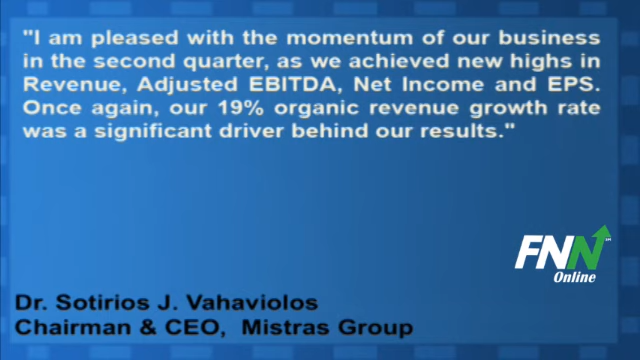 "I am pleased with the momentum of our business
in the second quarter, as we achieved new highs in
Revenue, Adjusted EBITDA, Net Income and EPS.
Once again, our 19% organic revenue growth rate
was a significant driver behind our results."
FNN
Online
Dr. Sotirios J. Vahaviolos
Chairman & CEO, Mistras Group